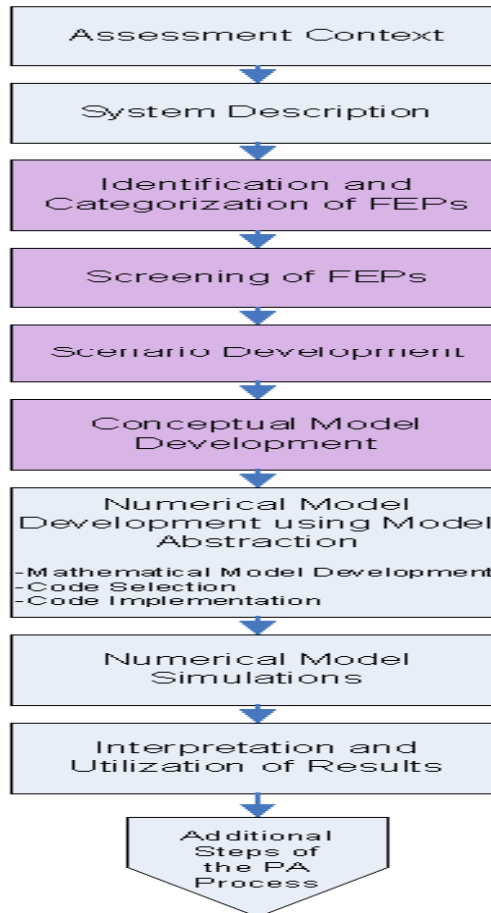 Assessment Context
System Description
Identification and
Categorization of FEPs
Screening of FEPs
Scenario Development
Conceptual Model
Development
Numerical Model
Development using Model
Abstraction
-Mathematical Model Development
-Code Selection
-Code Implementation
Numerical Model
Simulations
Interpretation and
Utilization of Results
Additional
Steps of
the PA
Process